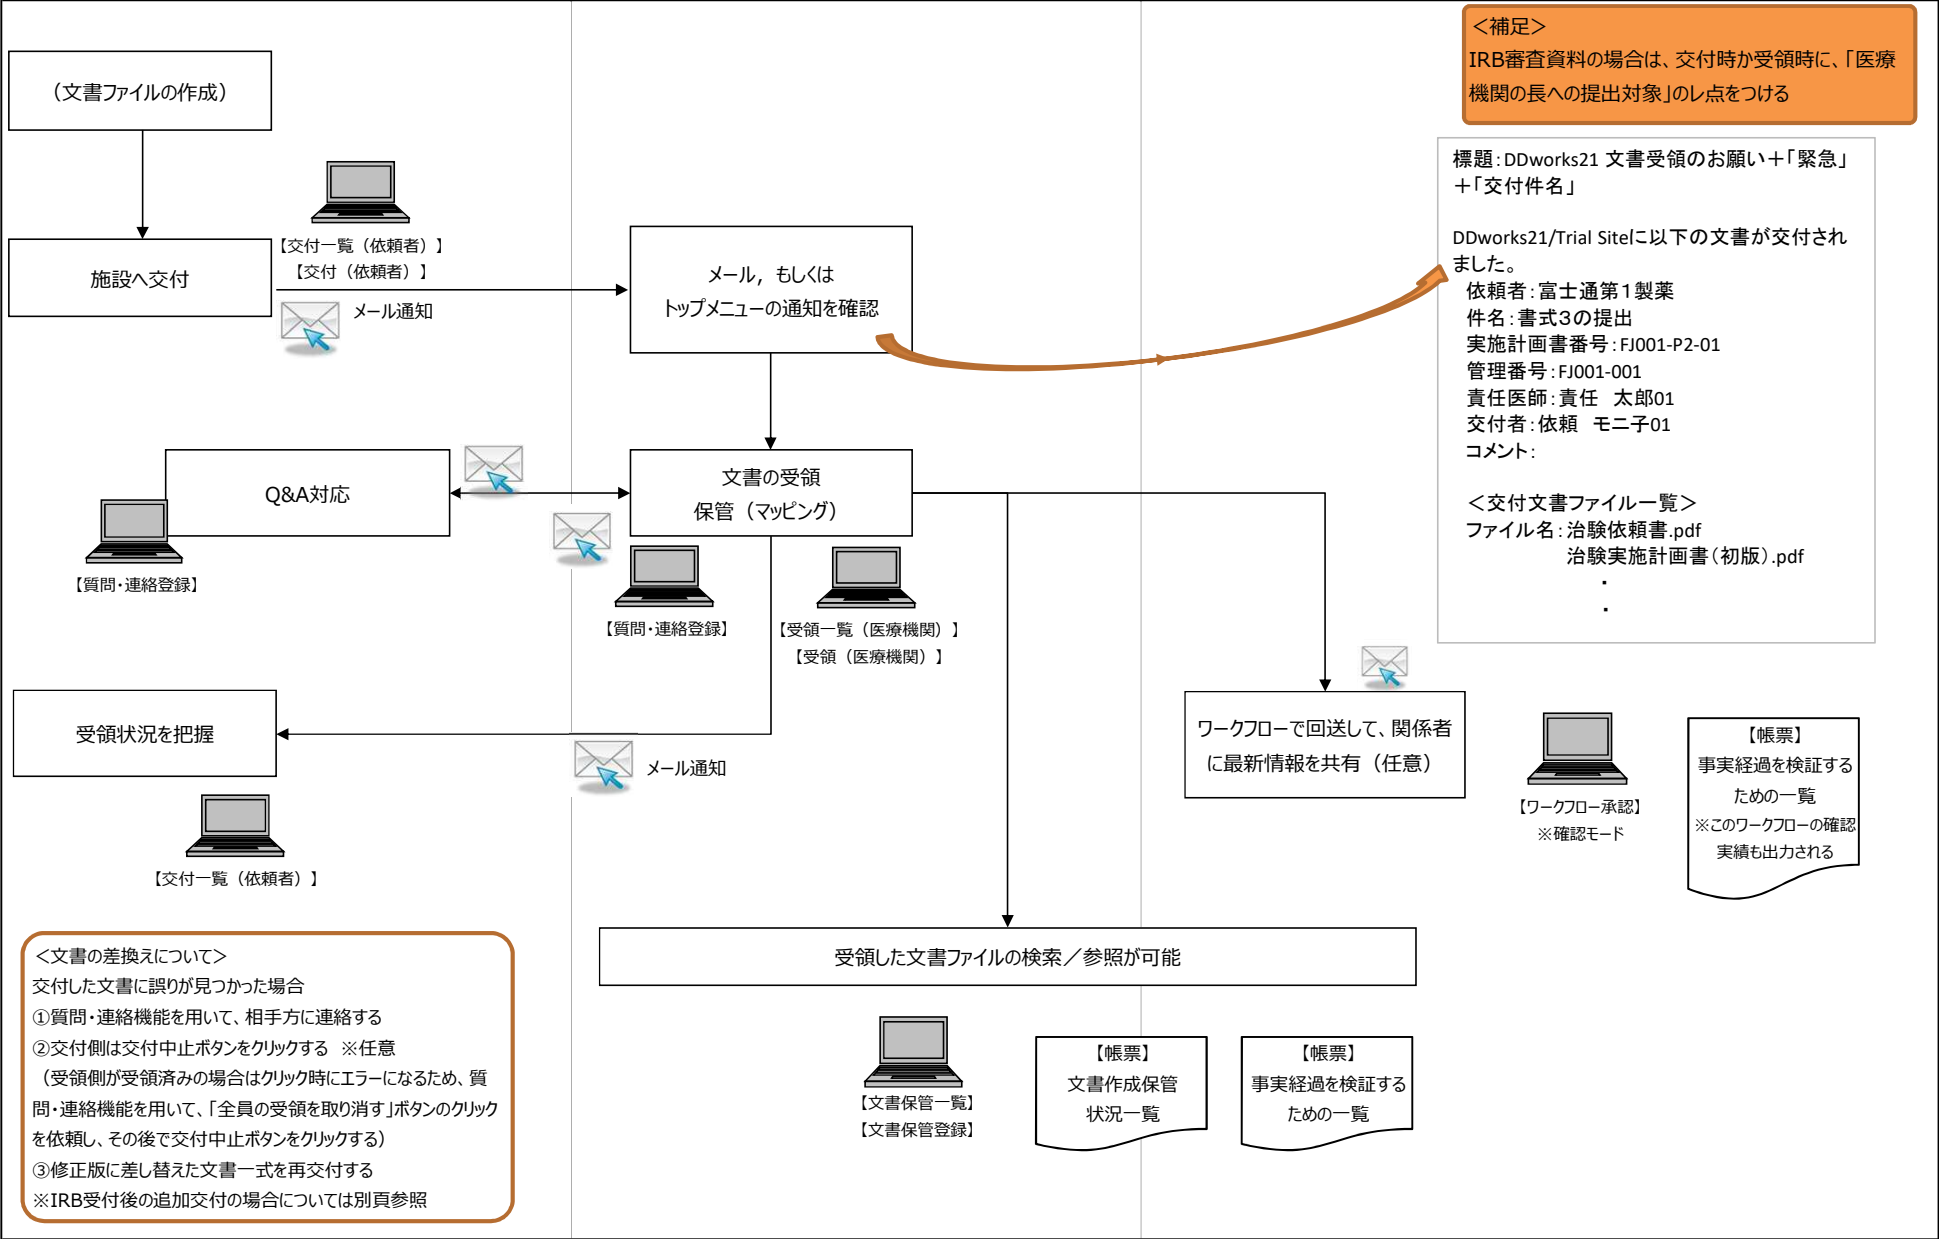 ＜補足＞
IRB審査資料の場合は、交付時か受領時に、「医療
機関の長への提出対象」のレ点をつける
（文書ファイルの作成）
【交付一覧（依頼者）】
【交付（依頼者）】
施設へ交付
メール通知
メール，もしくは
トップメニューの通知を確認
標題：DDworks21 文書受領のお願い＋「緊急」
＋「交付件名」
DDworks21/Trial Siteに以下の文書が交付され
ました。
依頼者：富士通第１製薬
件名：書式３の提出
実施計画書番号：FJ001-P2-01
管理番号：FJ001-001
責任医師：責任　太郎01
交付者：依頼　モニ子01
コメント：
＜交付文書ファイル一覧＞
ファイル名：治験依頼書.pdf
治験実施計画書（初版）.pdf
・
・
Q&A対応
【質問・連絡登録】
文書の受領
保管（マッピング）
【質問・連絡登録】
【受領一覧（医療機関）】
【受領（医療機関）】
受領状況を把握
メール通知
【交付一覧（依頼者）】
ワークフローで回送して、関係者
に最新情報を共有（任意）
【ワークフロー承認】
※確認モード
【帳票】
事実経過を検証する
ための一覧
※このワークフローの確認
実績も出力される
受領した文書ファイルの検索／参照が可能
【文書保管一覧】
【文書保管登録】
【帳票】
文書作成保管
状況一覧
【帳票】
事実経過を検証する
ための一覧
＜文書の差換えについて＞
交付した文書に誤りが見つかった場合
①質問・連絡機能を用いて、相手方に連絡する
②交付側は交付中止ボタンをクリックする　※任意
（受領側が受領済みの場合はクリック時にエラーになるため、質
問・連絡機能を用いて、「全員の受領を取り消す」ボタンのクリック
を依頼し、その後で交付中止ボタンをクリックする）
③修正版に差し替えた文書一式を再交付する
※IRB受付後の追加交付の場合については別頁参照